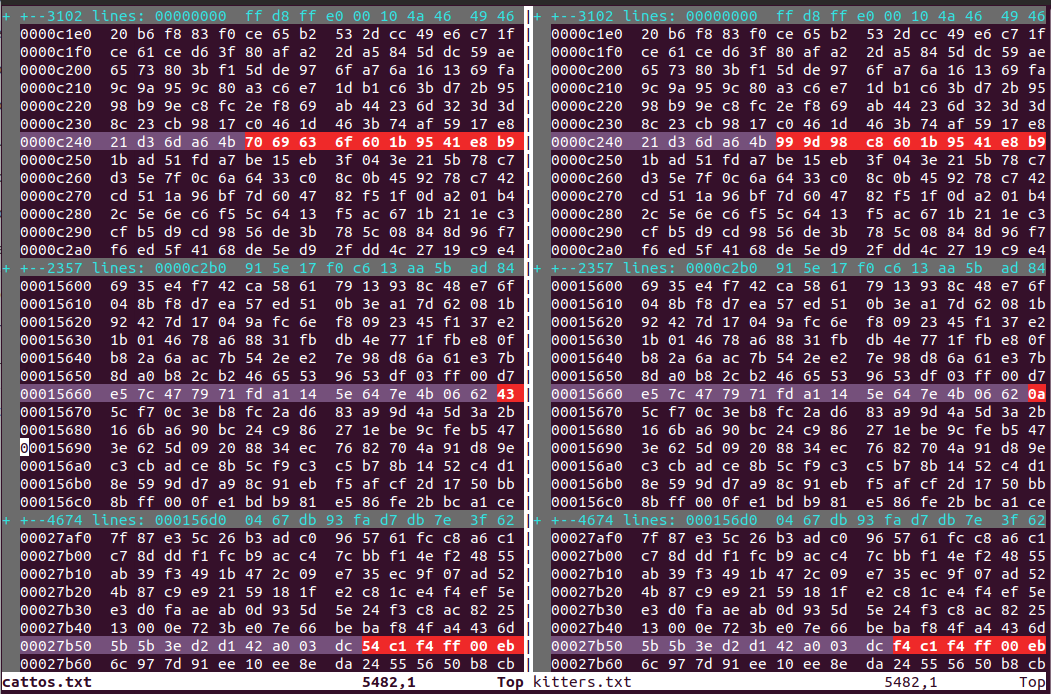 + +--3102 lines: 00000000  ff d8 ff e0 00 10 4a 46  49 46 + +--3102 lines: 00000000  ff d8 ff e0 00 10 4a 46  49 46
0000c1e0  20 b6 f8 83 f0 ce 65 b2  53 2d cc 49 e6 c7 1f 0000c1e0  20 b6 f8 83 f0 ce 65 b2  53 2d cc 49 e6 c7 1f
0000c1f0  ce 61 ce d6 3f 80 af a2  2d a5 84 5d dc 59 ae 0000c1f0  ce 61 ce d6 3f 80 af a2  2d a5 84 5d dc 59 ae
0000c200  65 73 80 3b f1 5d de 97  6f a7 6a 16 13 69 fa 0000c200  65 73 80 3b f1 5d de 97  6f a7 6a 16 13 69 fa
0000c210  9c 9a 95 9c 80 a3 c6 e7  1d b1 c6 3b d7 2b 95 0000c210  9c 9a 95 9c 80 a3 c6 e7  1d b1 c6 3b d7 2b 95
0000c220  98 b9 9e c8 fc 2e f8 69  ab 44 23 6d 32 3d 3d 0000c220  98 b9 9e c8 fc 2e f8 69  ab 44 23 6d 32 3d 3d
0000c230  8c 23 cb 98 17 c0 46 1d  46 3b 74 af 59 17 e8 0000c230  8c 23 cb 98 17 c0 46 1d  46 3b 74 af 59 17 e8
0000c240  21 d3 6d a6 4b 70 69 63  6f 60 1b 95 41 e8 b9 0000c240  21 d3 6d a6 4b 99 9d 98  c8 60 1b 95 41 e8 b9
0000c250  1b ad 51 fd a7 be 15 eb  3f 04 3e 21 5b 78 c7 0000c250  1b ad 51 fd a7 be 15 eb  3f 04 3e 21 5b 78 c7
0000c260  d3 5e 7f 0c 6a 64 33 c0  8c 0b 45 92 78 c7 42 0000c260  d3 5e 7f 0c 6a 64 33 c0  8c 0b 45 92 78 c7 42
0000c270  cd 51 1a 96 bf 7d 60 47  82 f5 1f 0d a2 01 b4 0000c270  cd 51 1a 96 bf 7d 60 47  82 f5 1f 0d a2 01 b4
0000c280  2c 5e 6e c6 f5 5c 64 13  f5 ac 67 1b 21 1e c3 0000c280  2c 5e 6e c6 f5 5c 64 13  f5 ac 67 1b 21 1e c3
0000c290  cf b5 d9 cd 98 56 de 3b  78 5c 08 84 8d 96 f7 0000c290  cf b5 d9 cd 98 56 de 3b  78 5c 08 84 8d 96 f7
0000c2a0  f6 ed 5f 41 68 de 5e d9  2f dd 4c 27 19 c9 e4 0000c2a0  f6 ed 5f 41 68 de 5e d9  2f dd 4c 27 19 c9 e4
+ +--2357 lines: 0000c2b0  91 5e 17 f0 c6 13 aa 5b  ad 84 + +--2357 lines: 0000c2b0  91 5e 17 f0 c6 13 aa 5b  ad 84
00015600  69 35 e4 f7 42 ca 58 61  79 13 93 8c 48 e7 6f 00015600  69 35 e4 f7 42 ca 58 61  79 13 93 8c 48 e7 6f
00015610  04 8b f8 d7 ea 57 ed 51  0b 3e a1 7d 62 08 1b 00015610  04 8b f8 d7 ea 57 ed 51  0b 3e a1 7d 62 08 1b
00015620  92 42 7d 17 04 9a fc 6e  f8 09 23 45 f1 37 e2 00015620  92 42 7d 17 04 9a fc 6e  f8 09 23 45 f1 37 e2
00015630  1b 01 46 78 a6 88 31 fb  db 4e 77 1f fb e8 0f 00015630  1b 01 46 78 a6 88 31 fb  db 4e 77 1f fb e8 0f
00015640  b8 2a 6a ac 7b 54 2e e2  7e 98 d8 6a 61 e3 7b 00015640  b8 2a 6a ac 7b 54 2e e2  7e 98 d8 6a 61 e3 7b
00015650  8d a0 b8 2c b2 46 65 53  96 53 df 03 ff 00 d7 00015650  8d a0 b8 2c b2 46 65 53  96 53 df 03 ff 00 d7
00015660  e5 7c 47 79 71 fd a1 14  5e 64 7e 4b 06 62 43 00015660  e5 7c 47 79 71 fd a1 14  5e 64 7e 4b 06 62 0a
00015670  5c f7 0c 3e b8 fc 2a d6  83 a9 9d 4a 5d 3a 2b 00015670  5c f7 0c 3e b8 fc 2a d6  83 a9 9d 4a 5d 3a 2b
00015680  16 6b a6 90 bc 24 c9 86  27 1e be 9c fe b5 47 00015680  16 6b a6 90 bc 24 c9 86  27 1e be 9c fe b5 47
00015690  3e 62 5d 09 20 88 34 ec  76 82 70 4a 91 d8 9e 00015690  3e 62 5d 09 20 88 34 ec  76 82 70 4a 91 d8 9e
000156a0  c3 cb ad ce 8b 5c f9 c3  c5 b7 8b 14 52 c4 d1 000156a0  c3 cb ad ce 8b 5c f9 c3  c5 b7 8b 14 52 c4 d1
000156b0  8e 59 9d d7 a9 8c 91 eb  f5 af cf 2d 17 50 bb 000156b0  8e 59 9d d7 a9 8c 91 eb  f5 af cf 2d 17 50 bb
000156c0  8b ff 00 0f e1 bd b9 81  e5 86 fe 2b bc a1 ce 000156c0  8b ff 00 0f e1 bd b9 81  e5 86 fe 2b bc a1 ce
+ +--4674 lines: 000156d0  04 67 db 93 fa d7 db 7e  3f 62 + +--4674 lines: 000156d0  04 67 db 93 fa d7 db 7e  3f 62
00027af0  7f 87 e3 5c 26 b3 ad c0  96 57 61 fc c8 a6 c1 00027af0  7f 87 e3 5c 26 b3 ad c0  96 57 61 fc c8 a6 c1
00027b00  c7 8d dd f1 fc b9 ac c4  7c bb f1 4e f2 48 55 00027b00  c7 8d dd f1 fc b9 ac c4  7c bb f1 4e f2 48 55
00027b10  ab 39 f3 49 1b 47 2c 09  e7 35 ec 9f 07 ad 52 00027b10  ab 39 f3 49 1b 47 2c 09  e7 35 ec 9f 07 ad 52
00027b20  4b 87 c9 e9 21 59 18 1f  e2 c8 1c e4 f4 ef 5e 00027b20  4b 87 c9 e9 21 59 18 1f  e2 c8 1c e4 f4 ef 5e
00027b30  e3 d0 fa ae ab 0d 93 5d  5e 24 f3 c8 ac 82 25 00027b30  e3 d0 fa ae ab 0d 93 5d  5e 24 f3 c8 ac 82 25
00027b40  13 00 0e 72 3b e0 7e 66  be ba f8 4f a4 43 6d 00027b40  13 00 0e 72 3b e0 7e 66  be ba f8 4f a4 43 6d
00027b50  5b 5b 3e d2 d1 42 a0 03  dc 54 c1 f4 ff 00 eb 00027b50  5b 5b 3e d2 d1 42 a0 03  dc f4 c1 f4 ff 00 eb
00027b60  6c 97 7d 91 ee 10 ee 8e  da 24 55 56 50 b8 cb 00027b60  6c 97 7d 91 ee 10 ee 8e  da 24 55 56 50 b8 cb
cattos.txt 5482,1 Top kitters.txt 5482,1 Top